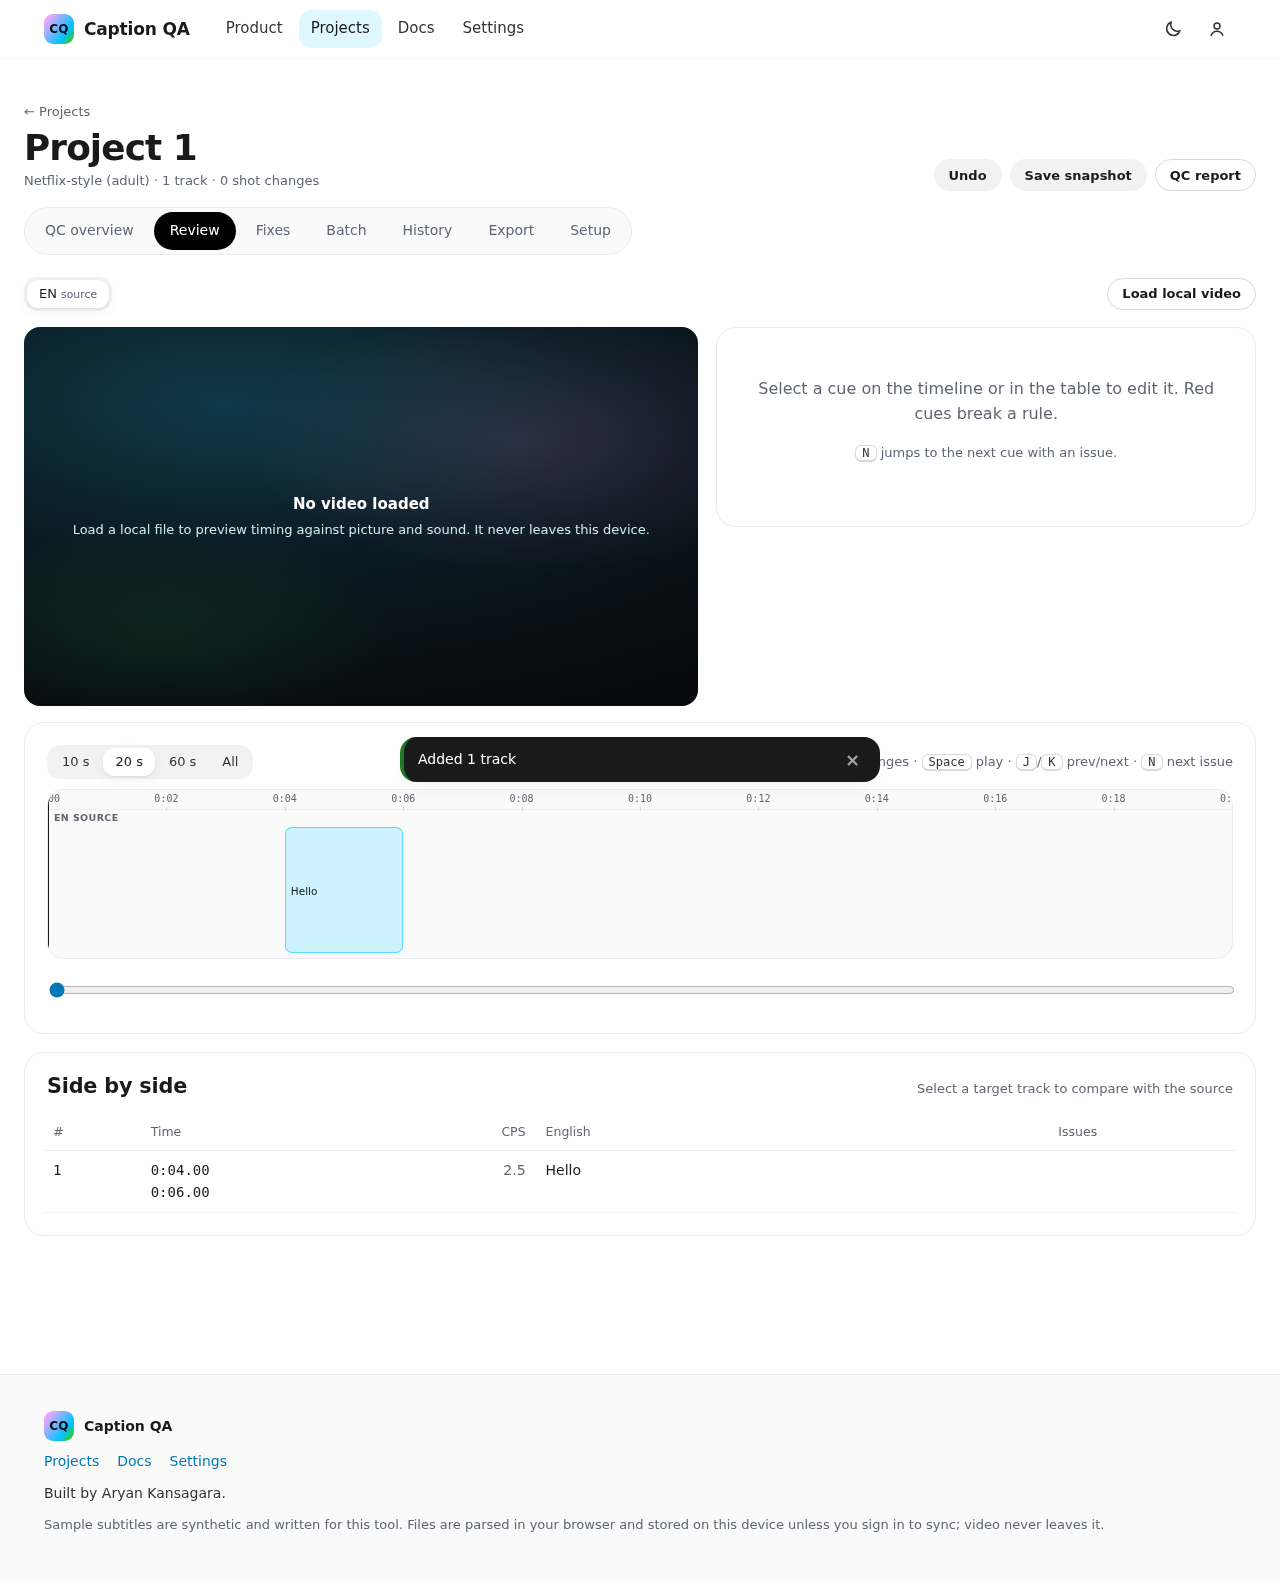 CQ Caption QA Product Projects Docs Settings
← Projects
Project 1
Netflix-style (adult) · 1 track · 0 shot changes
Undo Save snapshot QC report
QC overview Review Fixes Batch History Export Setup
EN source
Load local video
No video loaded
Load a local file to preview timing against picture and sound. It never leaves this device.
Select a cue on the timeline or in the table to edit it. Red
cues break a rule.
N jumps to the next cue with an issue.
10 s 20 s 60 s All
Added 1 track ×
· Space play · J/K prev/next · N next issue
0:02 0:04 0:06 0:08 0:10 0:12 0:14 0:16 0:18
EN SOURCE
Hello
Side by side
Select a target track to compare with the source
# Time CPS English Issues
1 0:04.00 2.5 Hello
0:06.00
CQ Caption QA
Projects Docs Settings
Built by Aryan Kansagara.
Sample subtitles are synthetic and written for this tool. Files are parsed in your browser and stored on this device unless you sign in to sync; video never leaves it.